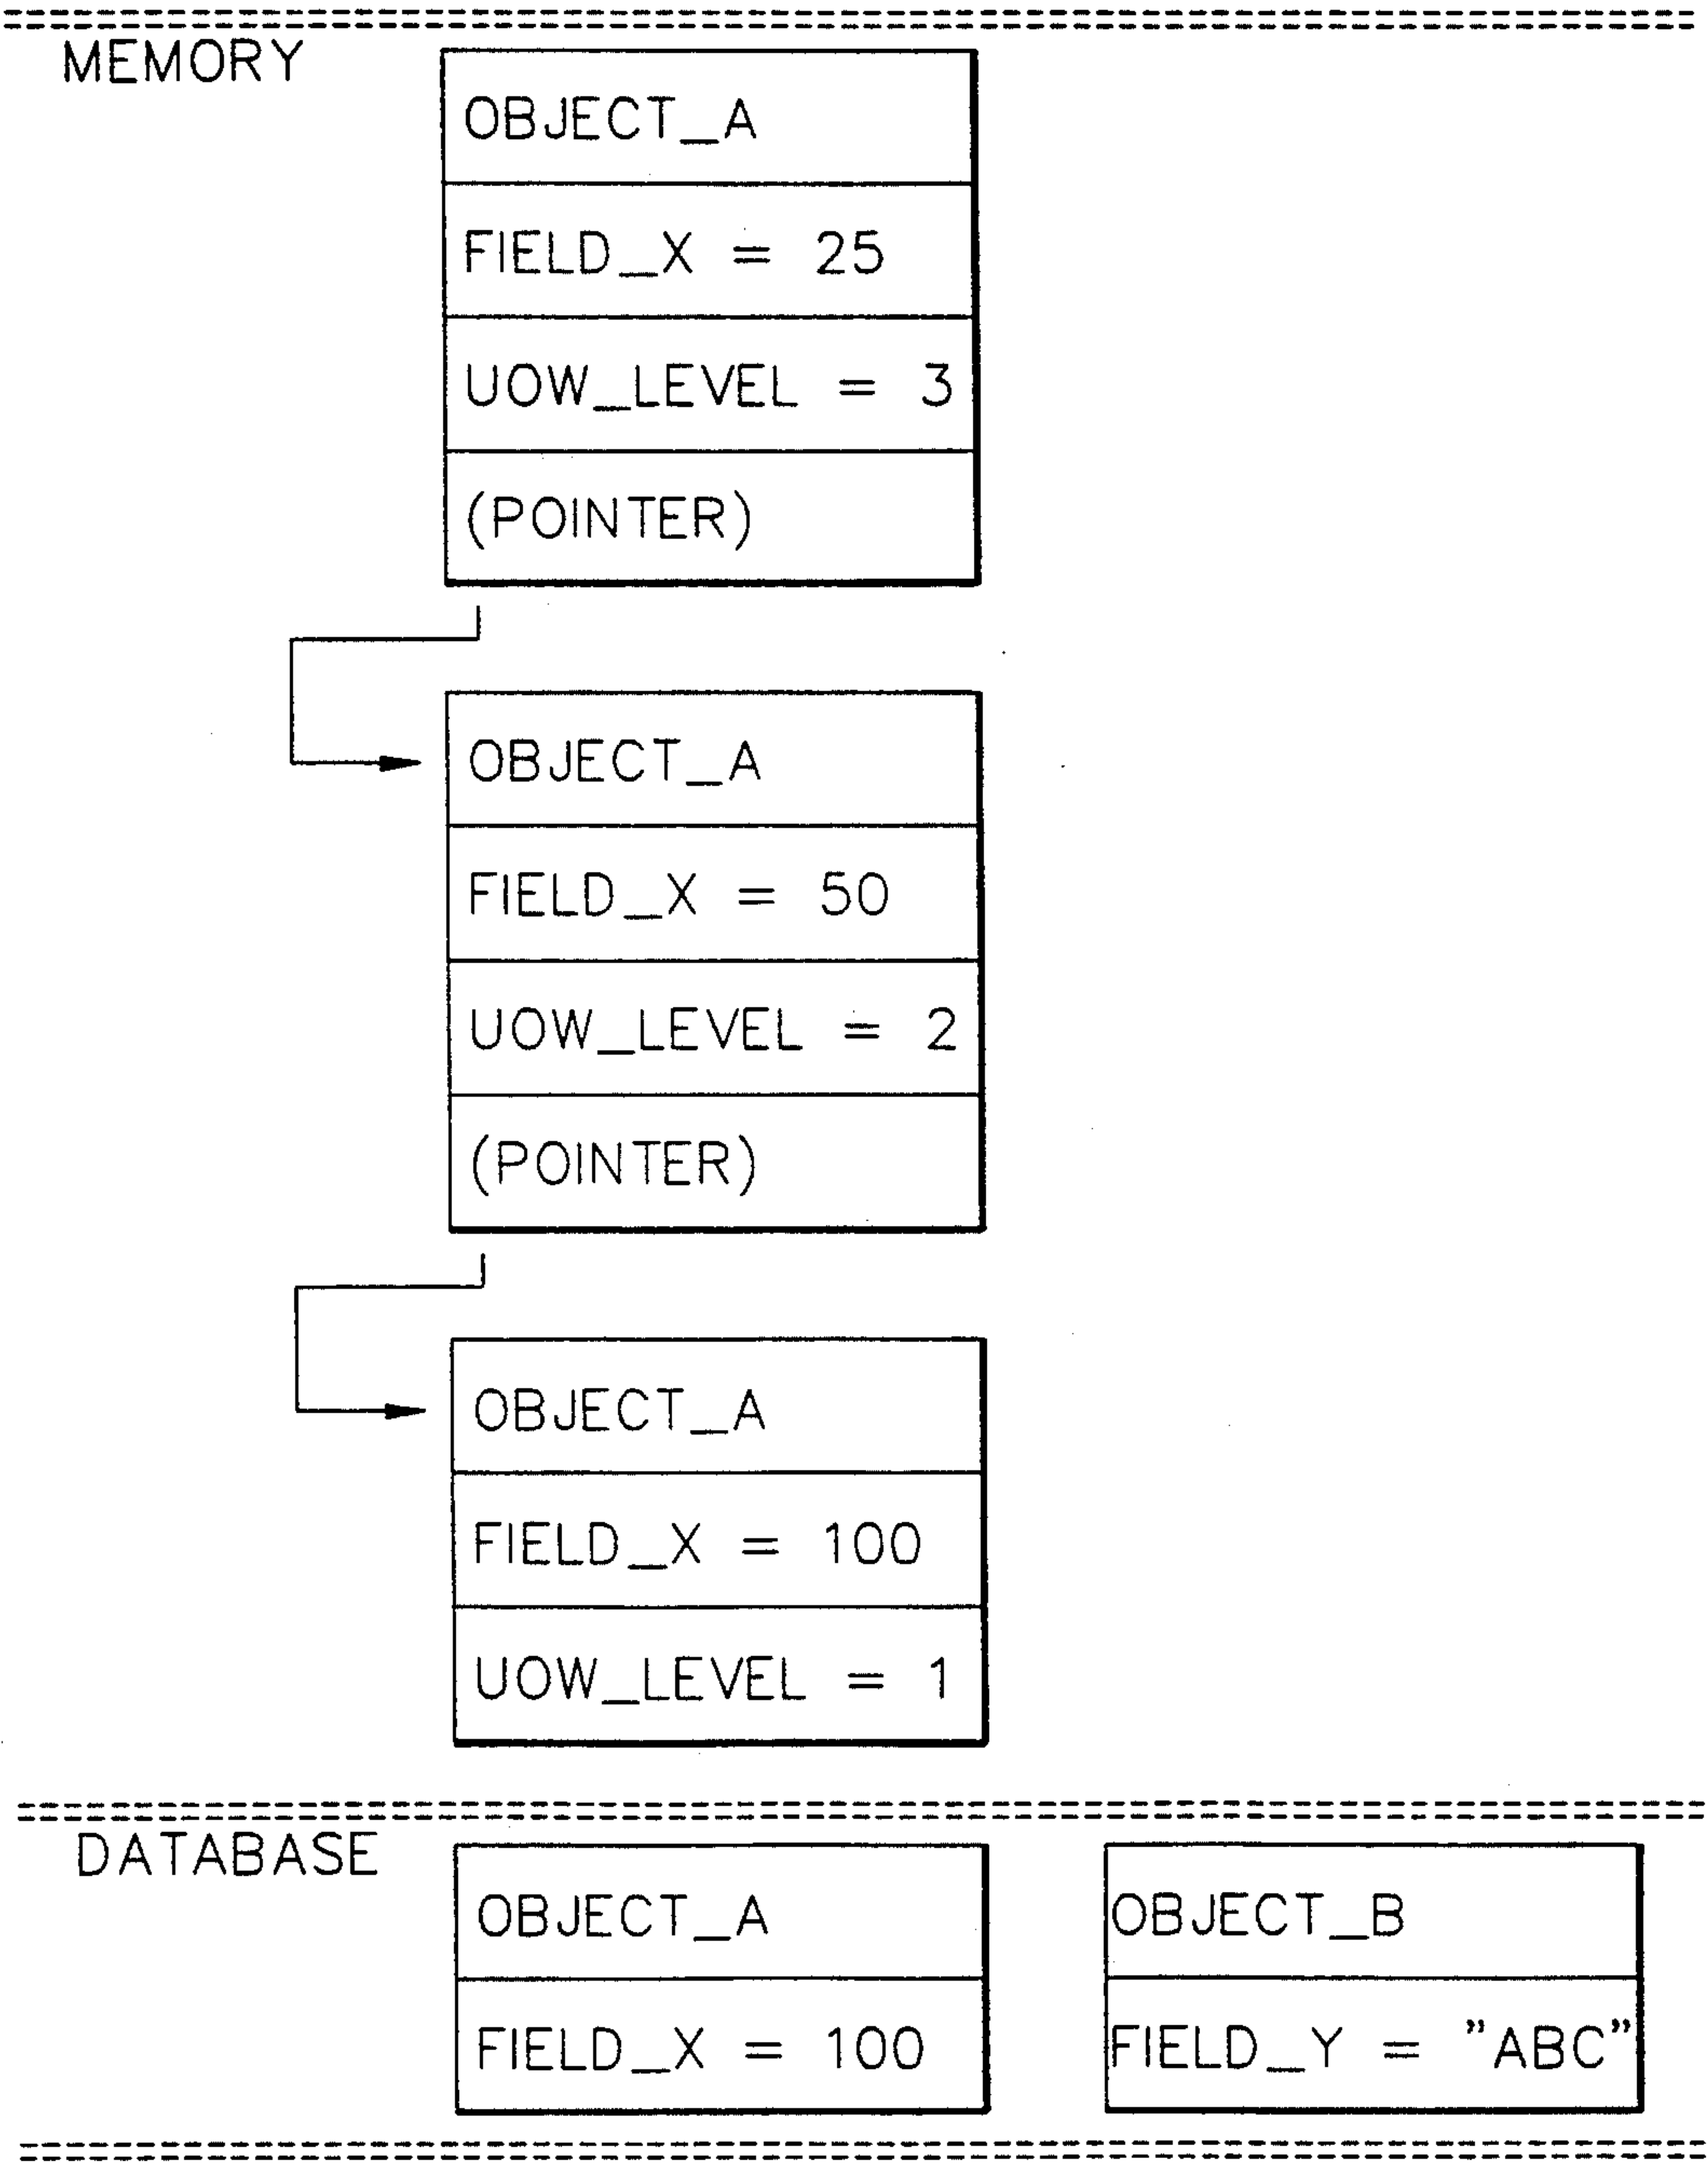 MEMORY
OBJECT_A
FIELD_X = 25
UOW_LEVEL = 3
(POINTER)
OBJECT_A
FIELD_X = 50
UOW_LEVEL = 2
(POINTER)
OBJECT_A
FIELD_X = 100
UOW_LEVEL = 1
DATABASE
OBJECT_A
FIELD_X = 100
OBJECT_B
FIELD_Y = "ABC"